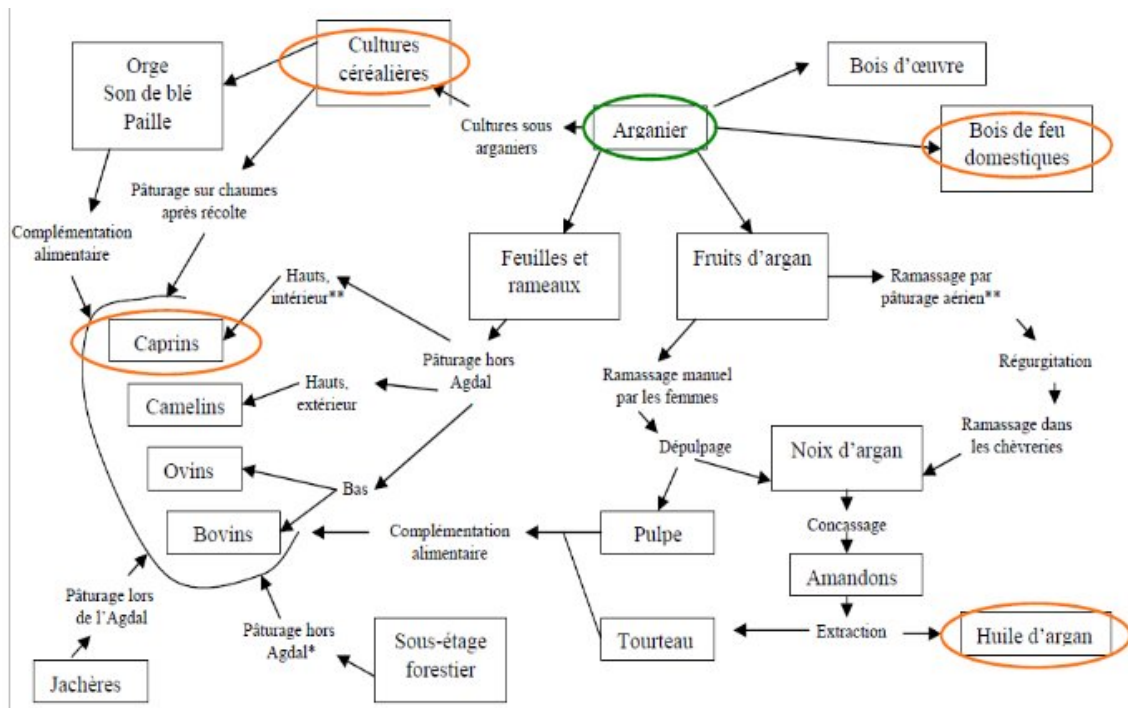 Orge
Son de blé
Paille
Cultures
céréalières
Bois d'œuvre
Cultures sous
arganiers
Arganier
Bois de feu
domestiques
Pâturage sur chaumes
après récolte
Complémentation
alimentaire
Feuilles et
rameaux
Fruits d'argan
Hauts,
intérieur**
Ramassage par
pâturage aérien**
Caprins
Pâturage hors
Agdal
Régurgitation
Ramassage manuel
par les femmes
Hauts,
extérieur
Camelins
Ramassage dans
les chèvreries
Dépulpage
Noix d'argan
Ovins
Bas
Bovins
Complémentation
alimentaire
Pulpe
Concassage
Amandons
Pâturage lors
de l'Agdal
Pâturage hors
Agdal*
Sous-étage
forestier
Tourteau
Extraction
Huile d'argan
Jachères